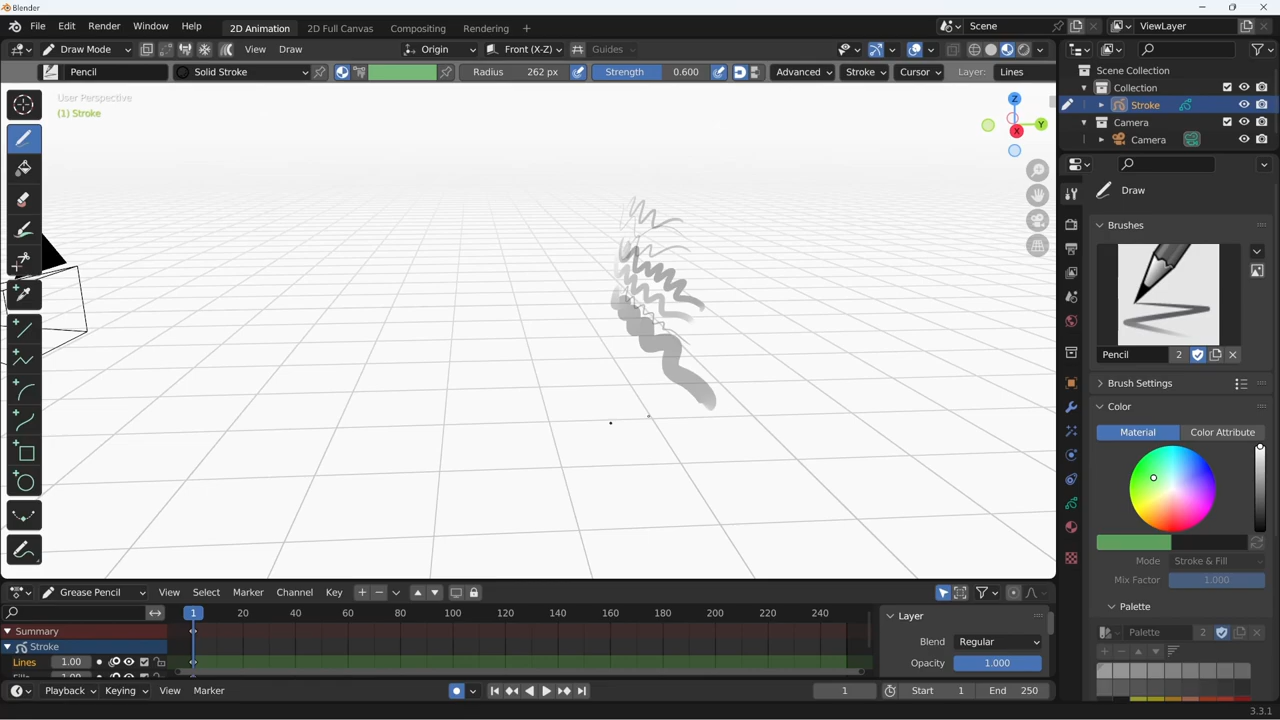 Blender
File Edit Render Window Help 2D Animation 2D Full Canvas Compositing Rendering + Scene ViewLayer
Draw Mode View Draw Origin Front (X-Z) Guides
Pencil Solid Stroke Radius 262 px Strength 0.600 Advanced Stroke Cursor Layer: Lines
User Perspective
(1) Stroke
Z
Y
X
Scene Collection
Collection
Stroke
Camera
Camera
Draw
Brushes
Pencil 2
Brush Settings
Color
Material Color Attribute
Mode Stroke & Fill
Mix Factor 1.000
Palette
Palette 2
Grease Pencil View Select Marker Channel Key
1 20 40 60 80 100 120 140 160 180 200 220 240
Summary
Stroke
Lines 1.00
Layer
Blend Regular
Opacity 1.000
Playback Keying View Marker 1 Start 1 End 250
3.3.1